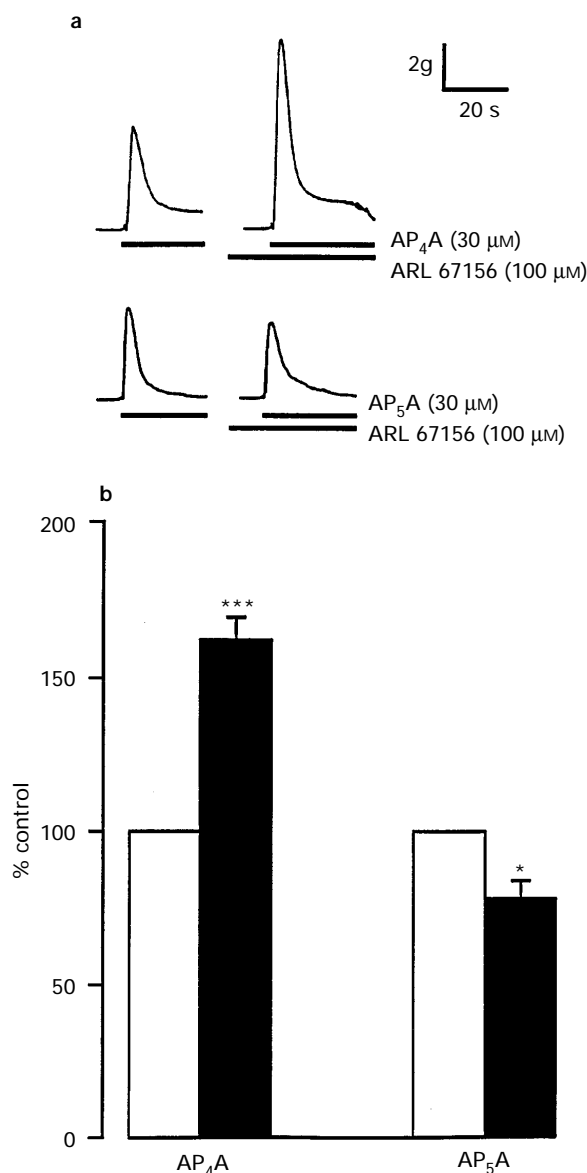 a
2g
20 s
AP₄A (30 μM)
ARL 67156 (100 μM)
AP₅A (30 μM)
ARL 67156 (100 μM)
b
200
150
100
50
0
% control
***
*
AP₄A
AP₅A